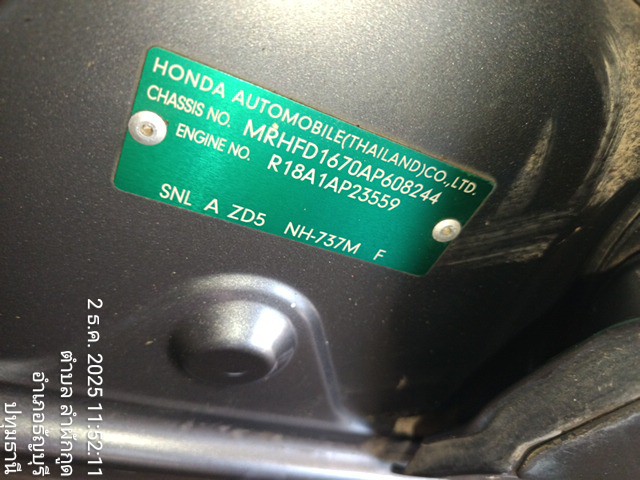 HONDA AUTOMOBILE(THAILAND)CO.,LTD.
CHASSIS NO. MRHFD1670AP608244
ENGINE NO. R18A1AP23559
SNL A ZD5 NH-737M F
2 ธ.ค. 2025 11:52:11
ตำบล ลำผักกูด
อำเภอธัญบุรี
ปทุมธานี